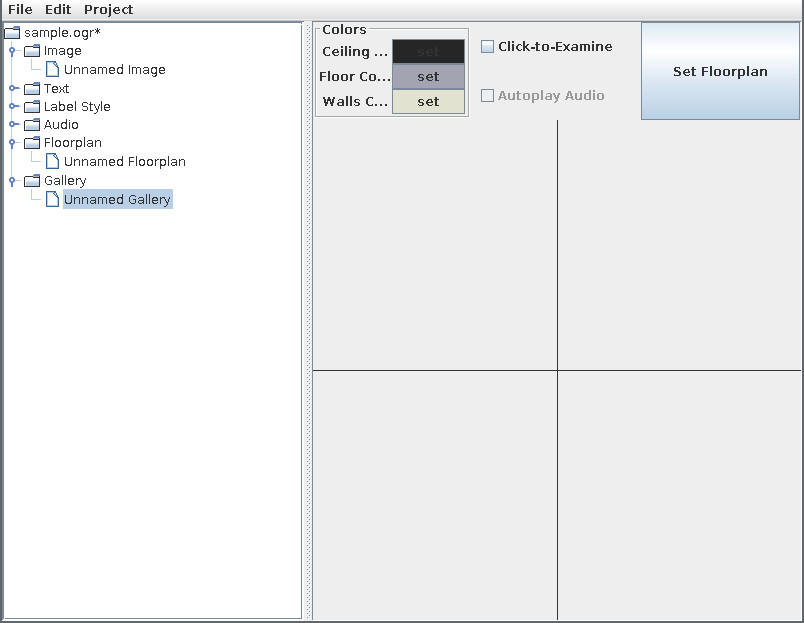 File Edit Project
sample.ogr*
Image
Unnamed Image
Text
Label Style
Audio
Floorplan
Unnamed Floorplan
Gallery
Unnamed Gallery
Colors
Ceiling ... set
Floor Co... set
Walls C... set
Click-to-Examine
Autoplay Audio
Set Floorplan